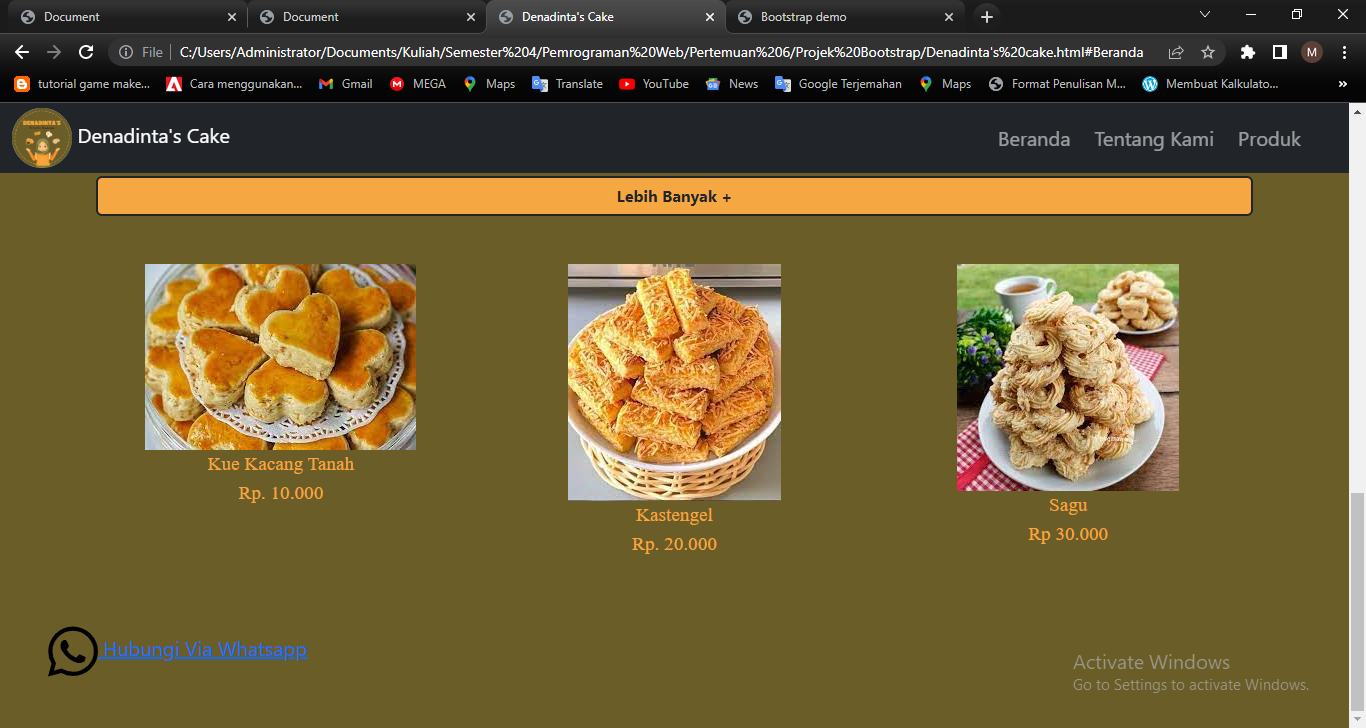 Document
Document
Denadinta's Cake
Bootstrap demo
File
C:/Users/Administrator/Documents/Kuliah/Semester%204/Pemrograman%20Web/Pertemuan%206/Projek%20Bootstrap/Denadinta's%20cake.html#Beranda
M
tutorial game make...
Cara menggunakan...
Gmail
MEGA
Maps
Translate
YouTube
News
Google Terjemahan
Maps
Format Penulisan M...
Membuat Kalkulato...
»
DENADINTA'S
Denadinta's Cake
Beranda
Tentang Kami
Produk
Lebih Banyak +
Kue Kacang Tanah
Rp. 10.000
Kastengel
Rp. 20.000
Sagu
Rp 30.000
Hubungi Via Whatsapp
Activate Windows
Go to Settings to activate Windows.